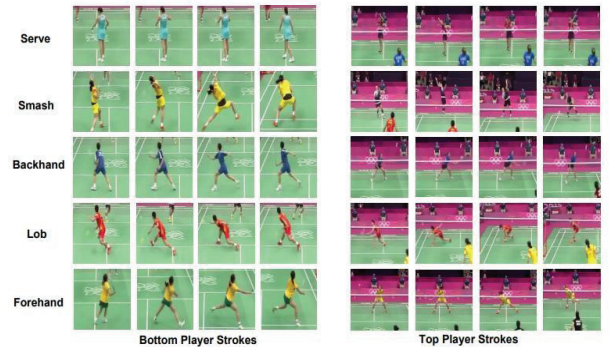 Serve
Smash
Backhand
Lob
Forehand
Bottom Player Strokes
Top Player Strokes